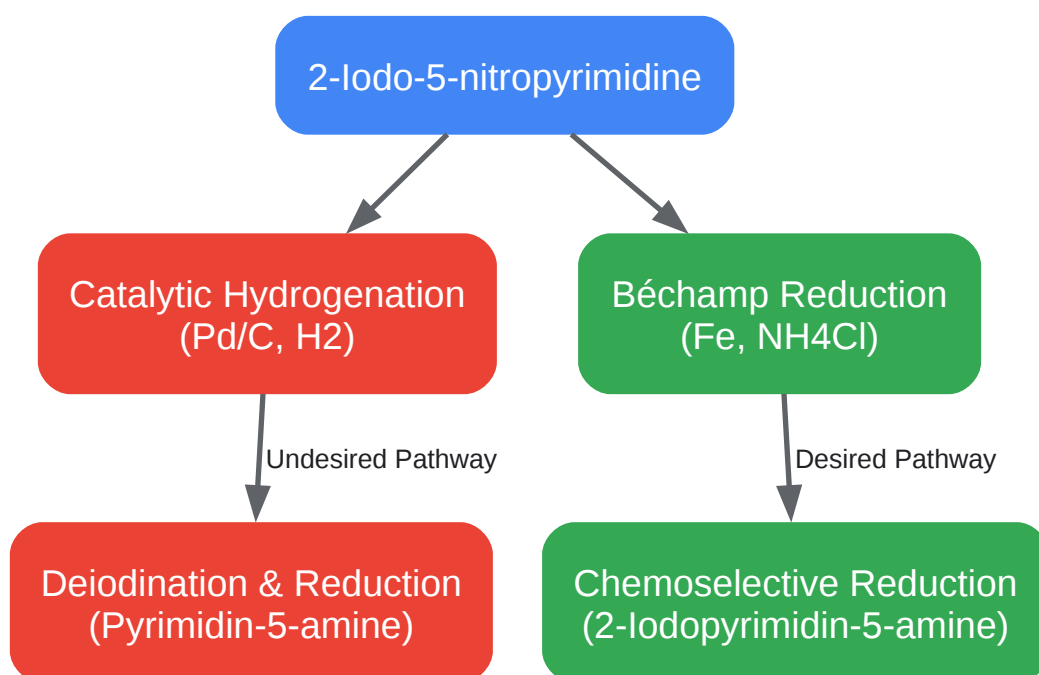 2-Iodo-5-nitropyrimidine
Catalytic Hydrogenation
(Pd/C, H2)
Béchamp Reduction
(Fe, NH4Cl)
Undesired Pathway
Desired Pathway
Deiodination & Reduction
(Pyrimidin-5-amine)
Chemoselective Reduction
(2-Iodopyrimidin-5-amine)